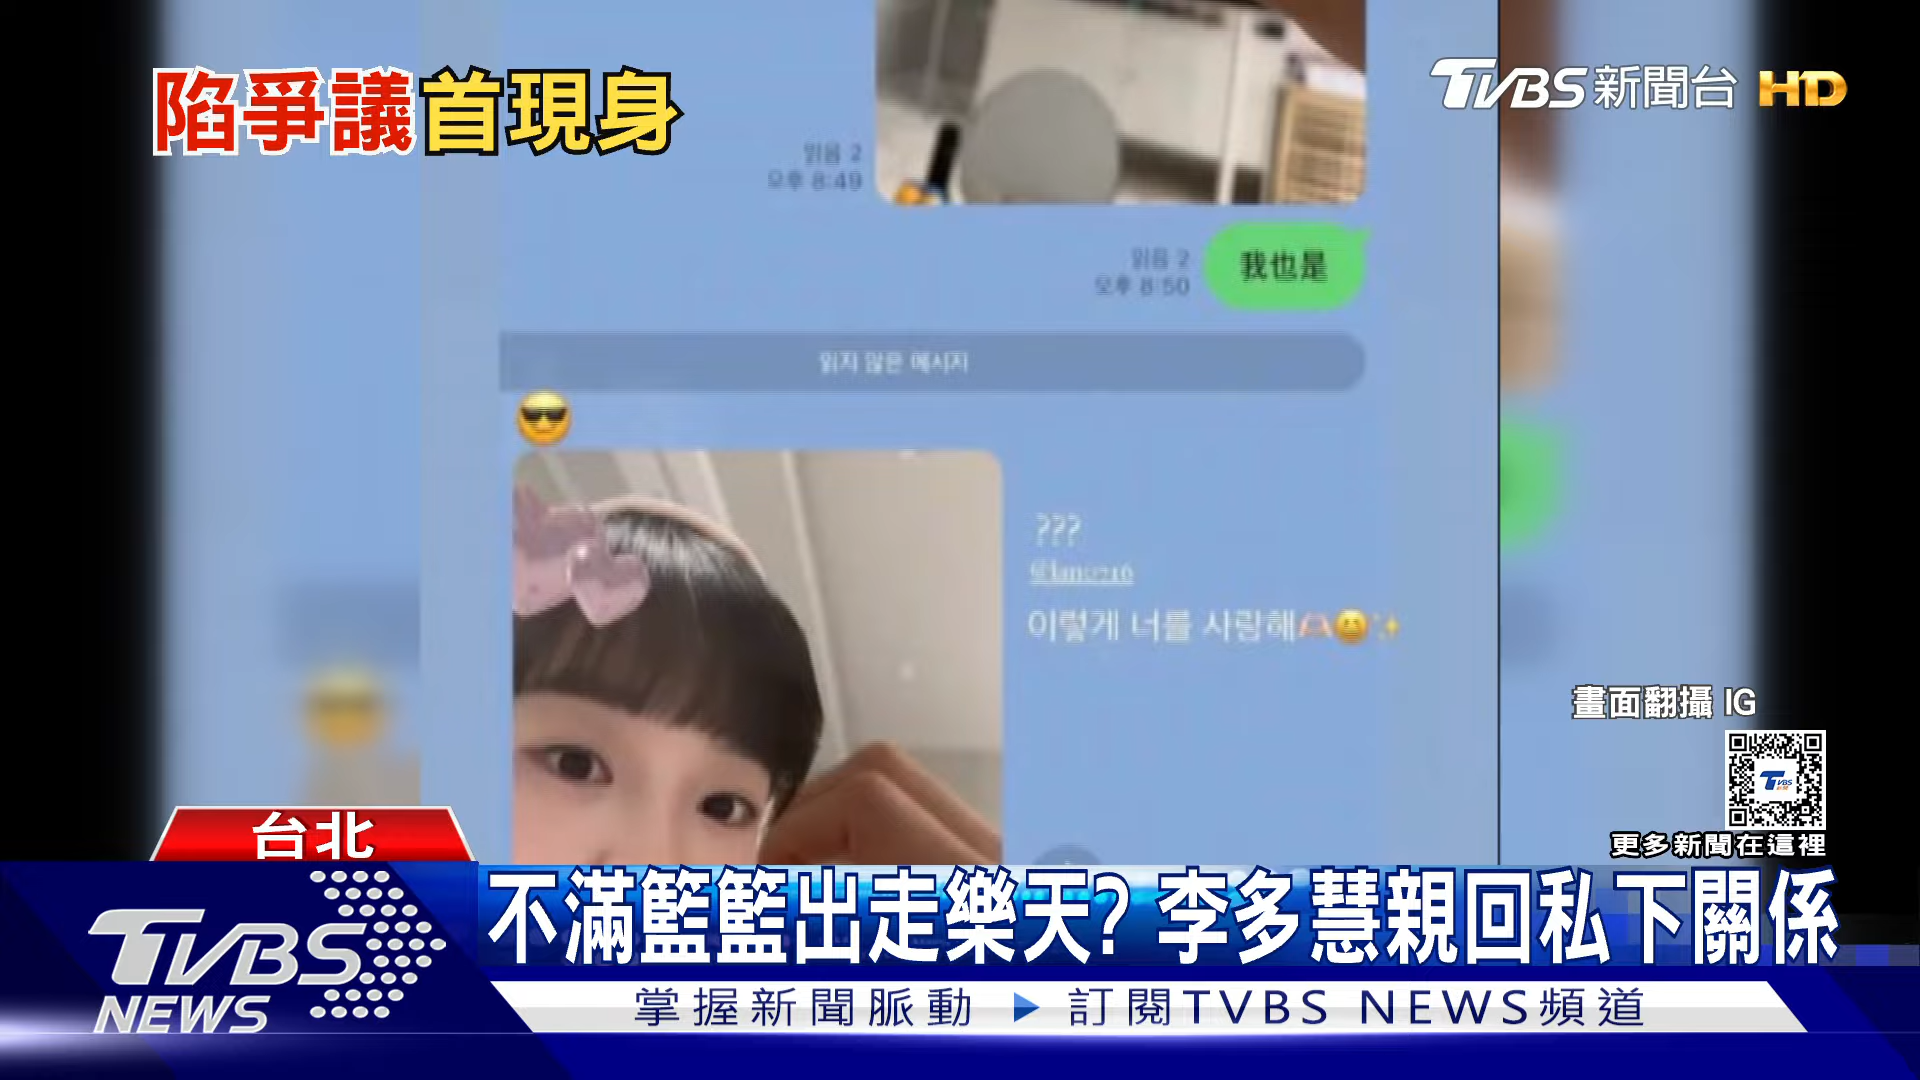 陷爭議首現身
TVBS新聞台 HD
읽음 2
오후 8:49
我也是
읽음 2
오후 8:50
읽지 않은 메시지
???
이렇게 너를 사랑해
畫面翻攝 IG
TVBS
更多新聞在這裡
台北
不滿籃籃出走樂天? 李多慧親回私下關係
TVBS
NEWS
掌握新聞脈動 ▶ 訂閱TVBS NEWS頻道